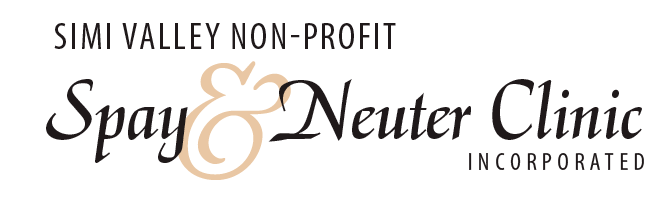 SIMI VALLEY NON-PROFIT
Spay & Neuter Clinic
INCORPORATED